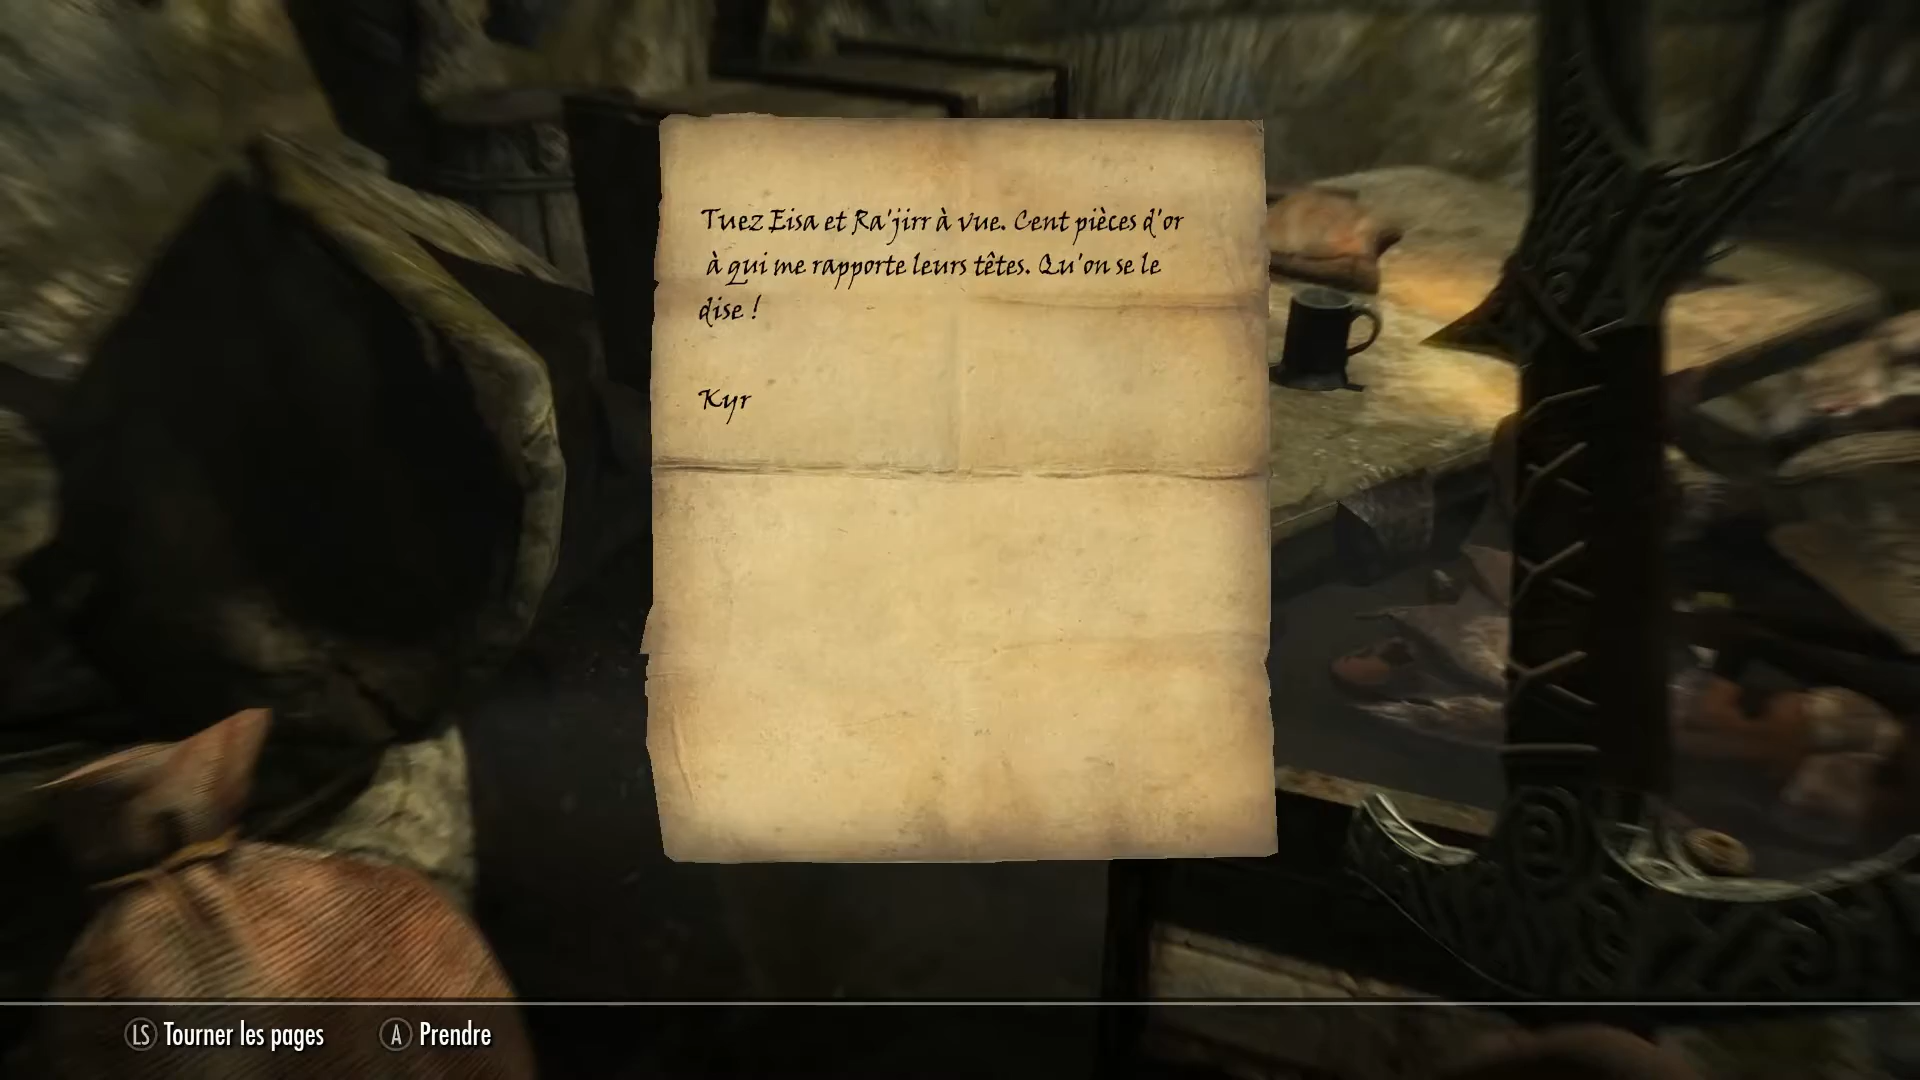 Tuez Eisa et Ra'jirr à vue. Cent pièces d'or
à qui me rapporte leurs têtes. Qu'on se le
dise !
Kyr
LS Tourner les pages A Prendre